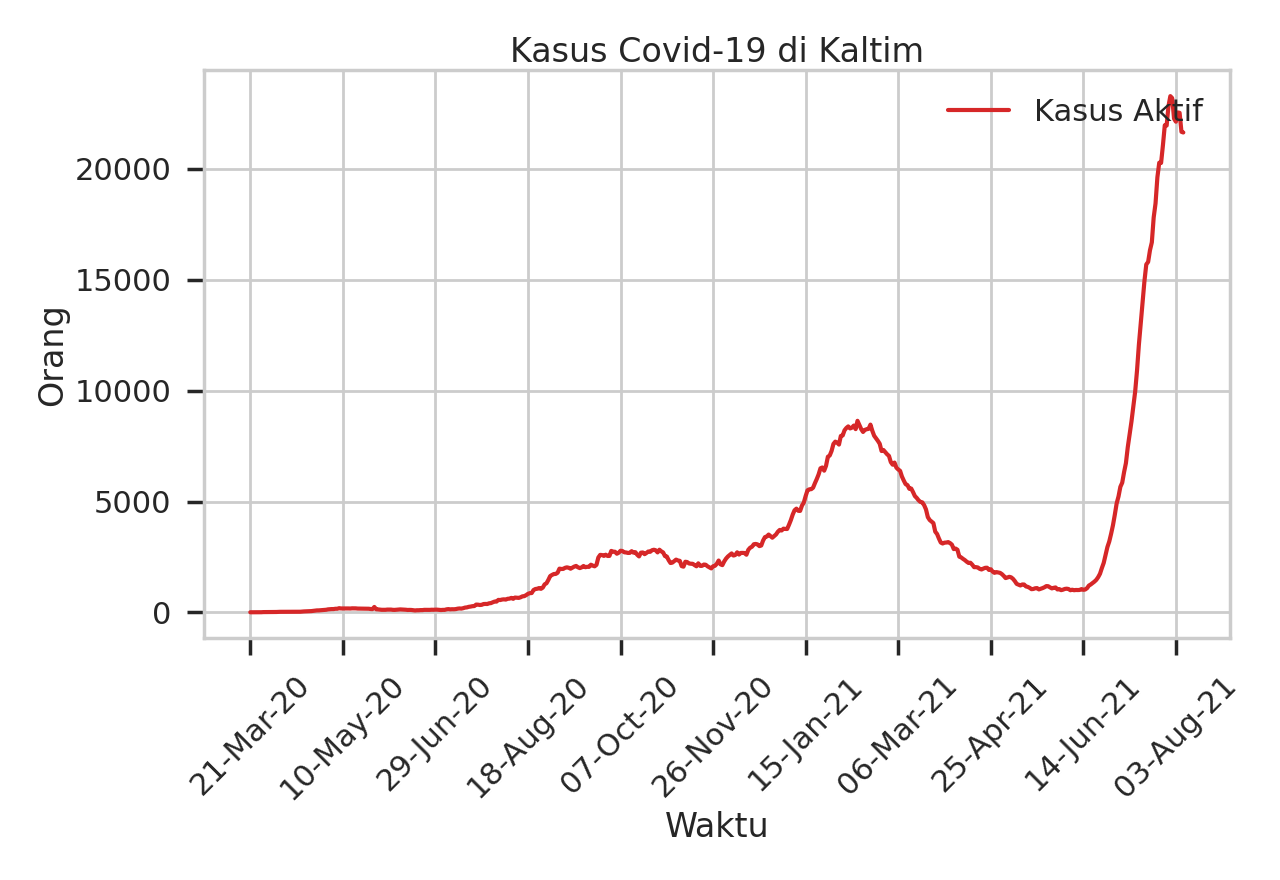 Kasus Covid-19 di Kaltim
Kasus Aktif
Orang
20000
15000
10000
5000
0
21-Mar-20
10-May-20
29-Jun-20
18-Aug-20
07-Oct-20
26-Nov-20
15-Jan-21
06-Mar-21
25-Apr-21
14-Jun-21
03-Aug-21
Waktu